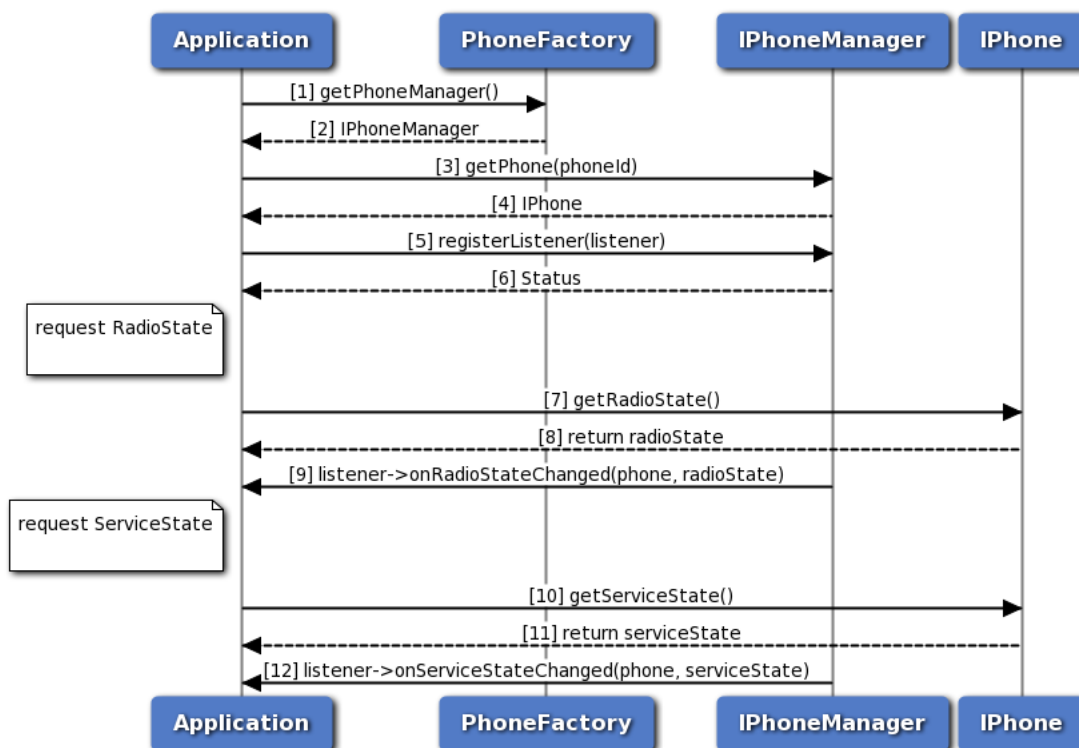 Application PhoneFactory IPhoneManager IPhone
[1] getPhoneManager()
[2] IPhoneManager
[3] getPhone(phoneId)
[4] IPhone
[5] registerListener(listener)
[6] Status
request RadioState
[7] getRadioState()
[8] return radioState
[9] listener->onRadioStateChanged(phone, radioState)
request ServiceState
[10] getServiceState()
[11] return serviceState
[12] listener->onServiceStateChanged(phone, serviceState)
Application PhoneFactory IPhoneManager IPhone